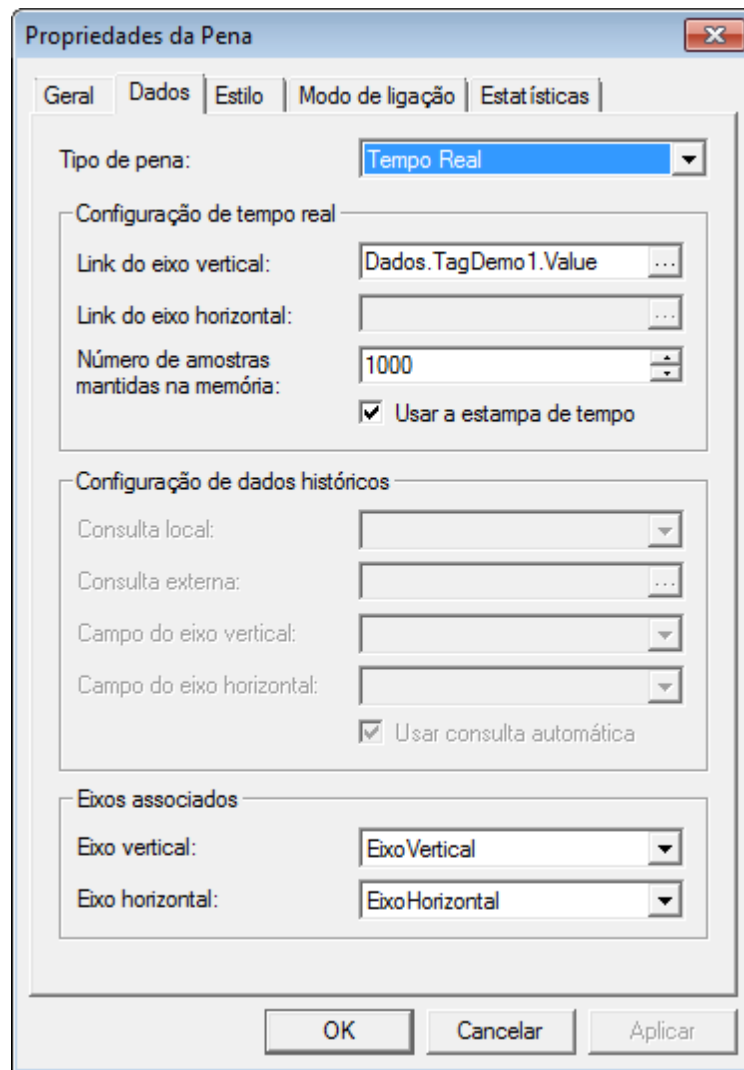 Propriedades da Pena
Geral Dados Estilo Modo de ligação Estatísticas
Tipo de pena: Tempo Real
Configuração de tempo real
Link do eixo vertical: Dados.TagDemo1.Value ...
Link do eixo horizontal: ...
Número de amostras
mantidas na memória: 1000
Usar a estampa de tempo
Configuração de dados históricos
Consulta local:
Consulta externa: ...
Campo do eixo vertical:
Campo do eixo horizontal:
Usar consulta automática
Eixos associados
Eixo vertical: EixoVertical
Eixo horizontal: EixoHorizontal
OK Cancelar Aplicar